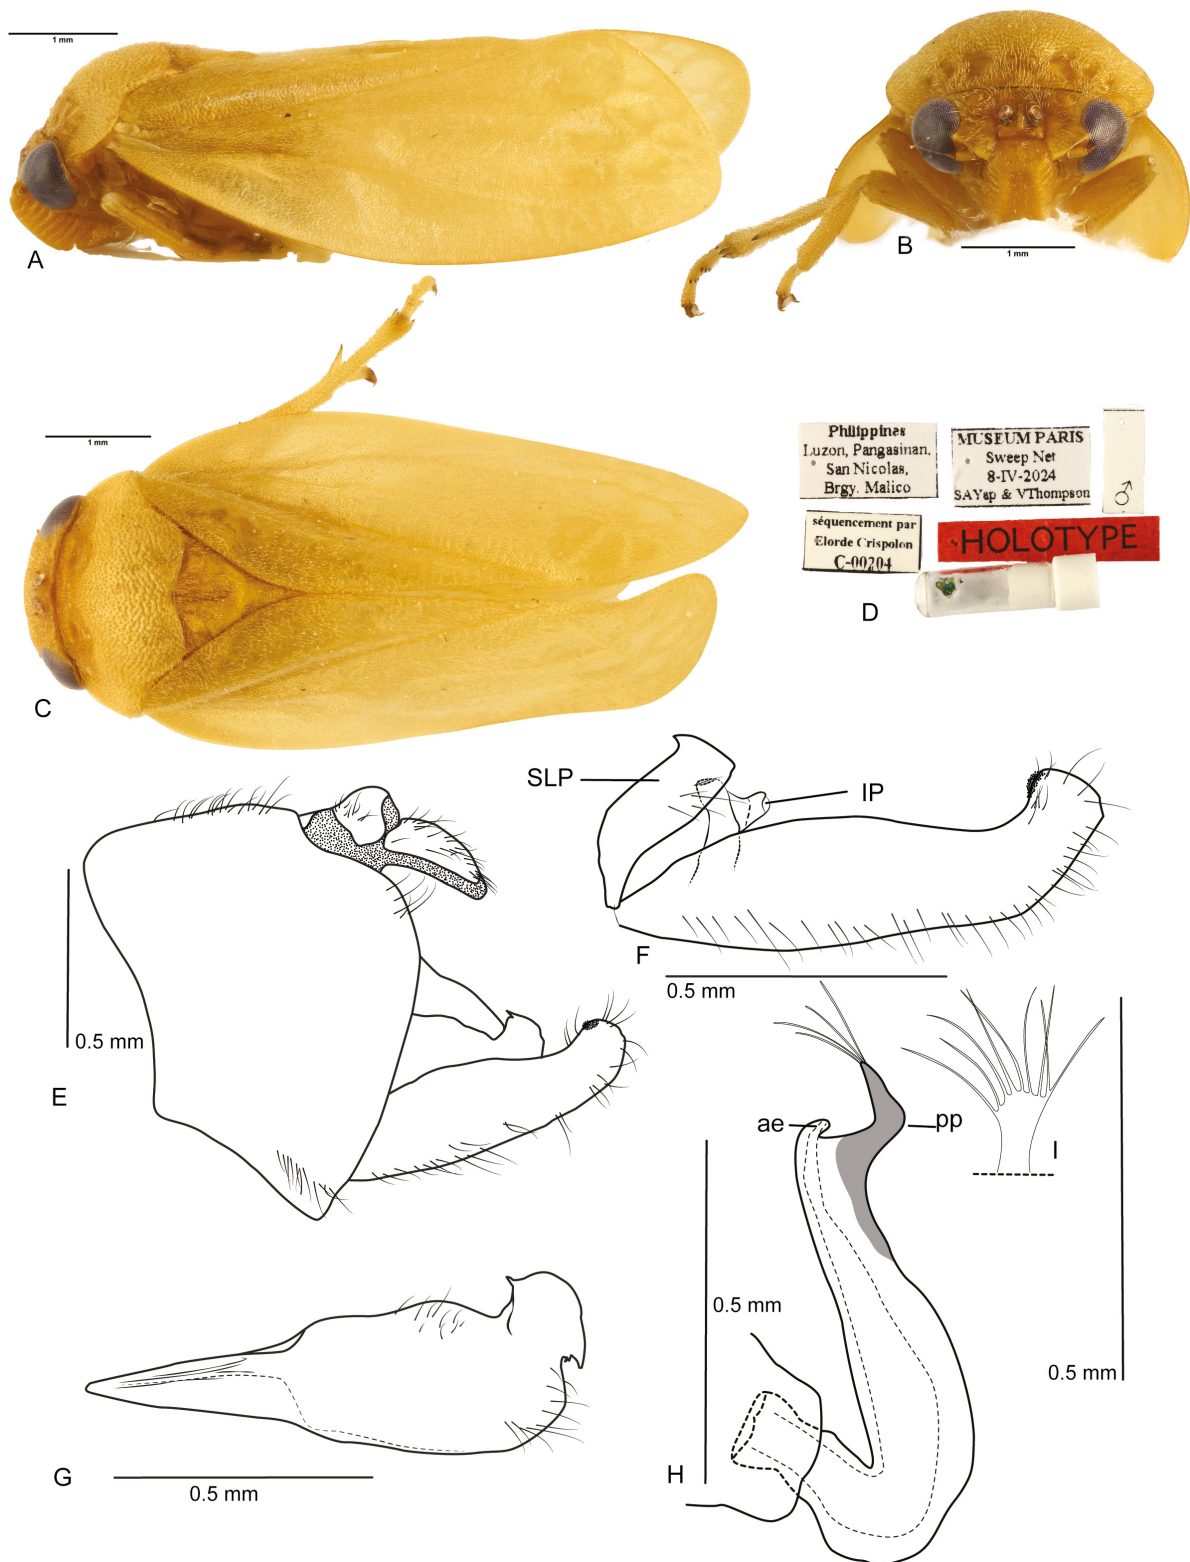 1 mm
A
B
1 mm
1 mm
C
Philippines
Luzon, Pangasinan,
San Nicolas,
Brgy. Malico
MUSEUM PARIS
Sweep Net
8-IV-2024
SAYap & VThompson
♂
séquencement par
Elorde Crispolon
C-00204
HOLOTYPE
D
SLP
IP
F
0.5 mm
0.5 mm
E
ae
pp
I
0.5 mm
0.5 mm
G
0.5 mm
H